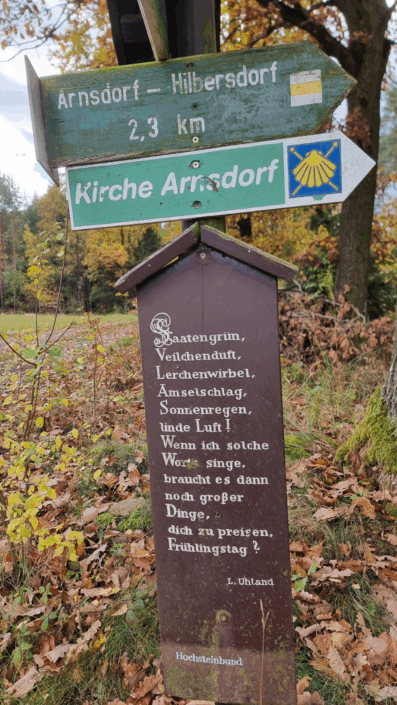 Arnsdorf – Hilbersdorf
2,3 km
Kirche Arnsdorf
Saatengrün,
Veilchenduft,
Lerchenwirbel,
Amselschlag,
Sonnenregen,
linde Luft!
Wenn ich solche
Worte singe,
braucht es dann
noch großer
Dinge,
dich zu preisen,
Frühlingstag?
L. Uhland
Hochsteinbund